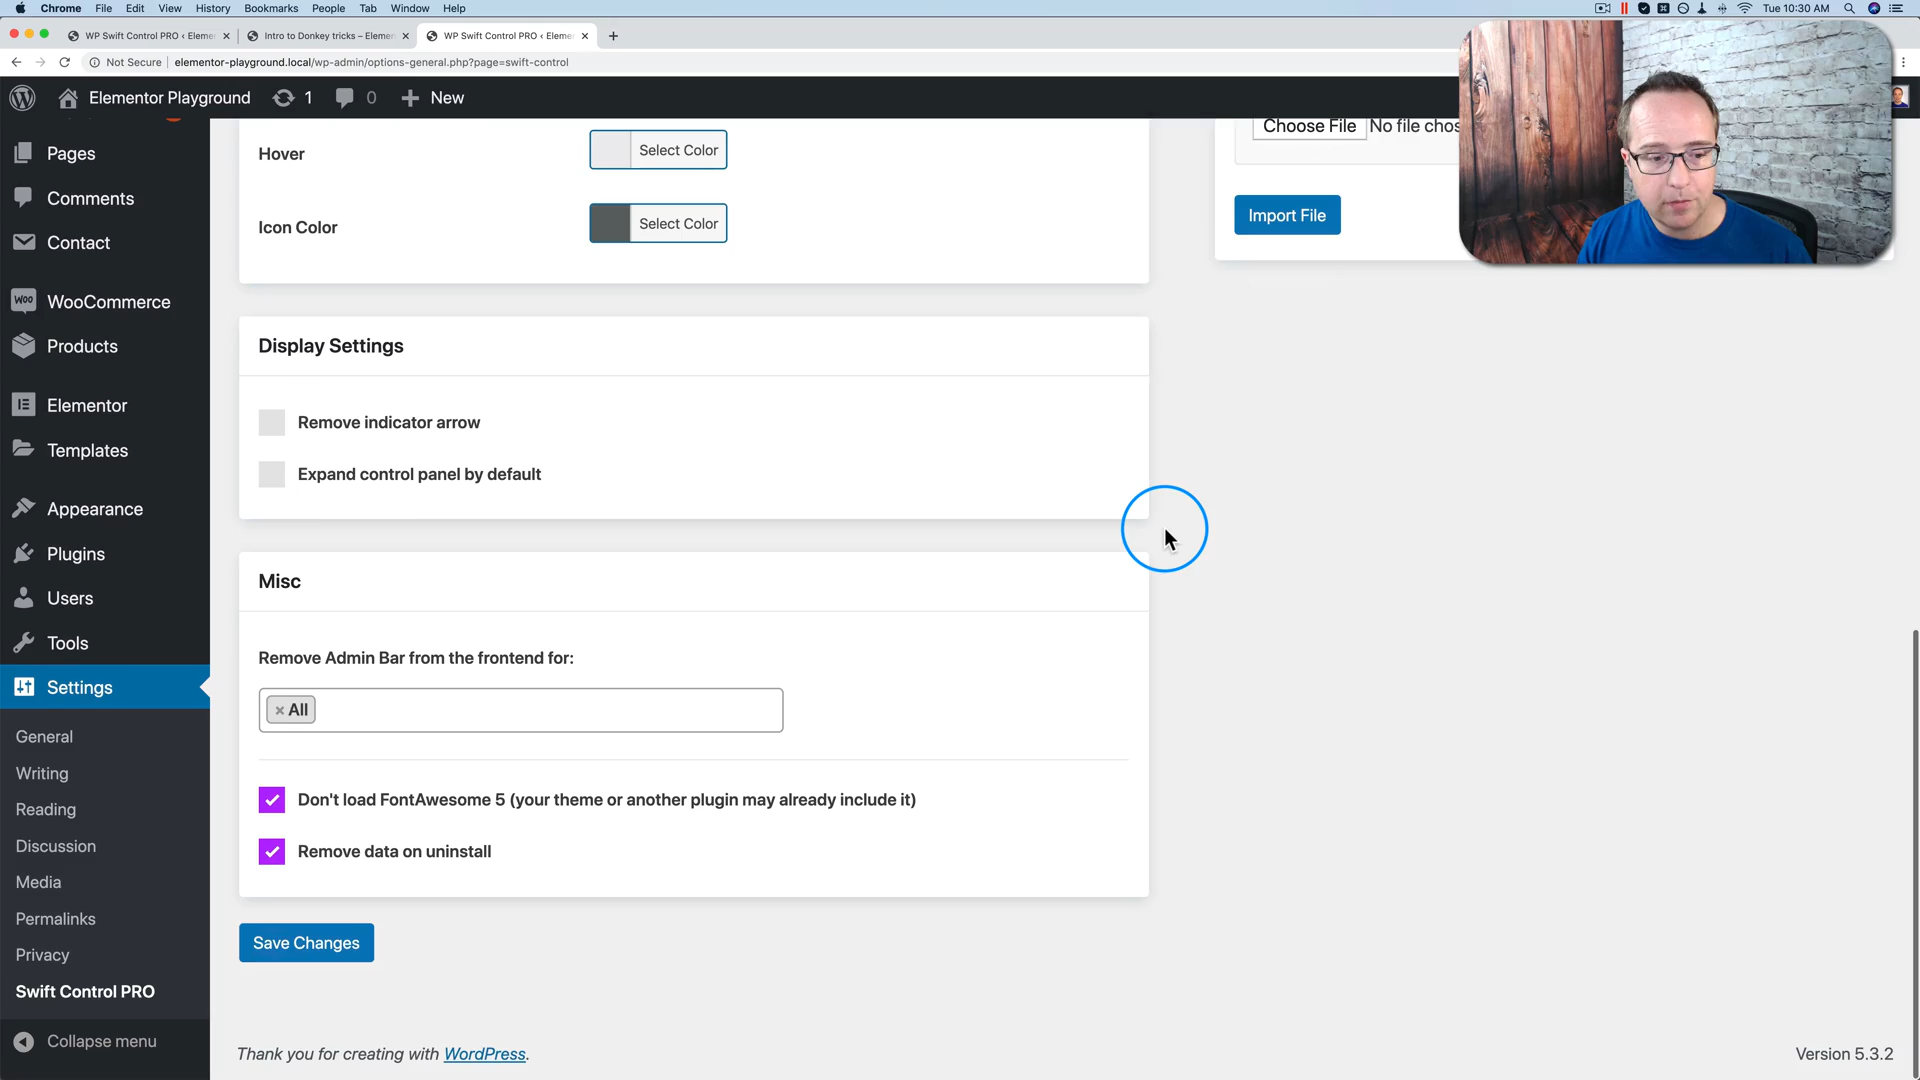 Chrome File Edit View History Bookmarks People Tab Window Help Tue 10:30 AM
WP Swift Control PRO ‹ Eleme Intro to Donkey tricks – Elemen WP Swift Control PRO ‹ Eleme
Not Secure elementor-playground.local/wp-admin/options-general.php?page=swift-control
Elementor Playground 1 0 New
Pages
Comments
Contact
WooCommerce
Products
Elementor
Templates
Appearance
Plugins
Users
Tools
Settings
General
Writing
Reading
Discussion
Media
Permalinks
Privacy
Swift Control PRO
Collapse menu
Hover
Select Color
Icon Color
Select Color
Choose File No file chos
Import File
Display Settings
Remove indicator arrow
Expand control panel by default
Misc
Remove Admin Bar from the frontend for:
× All
Don't load FontAwesome 5 (your theme or another plugin may already include it)
Remove data on uninstall
Save Changes
Thank you for creating with WordPress.
Version 5.3.2